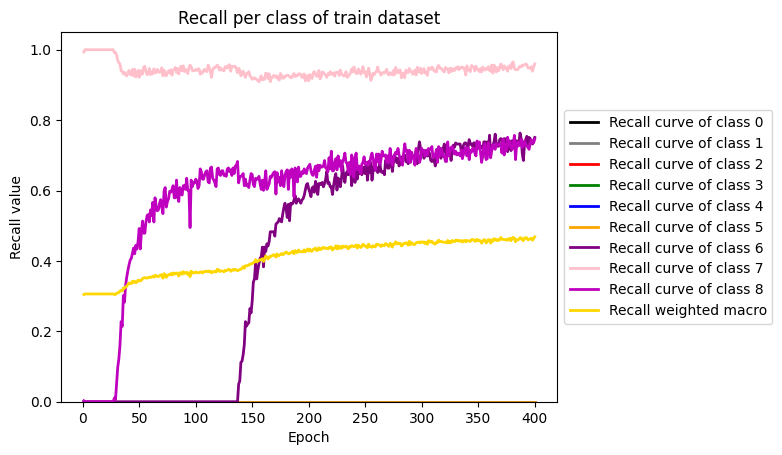 Recall per class of train dataset
Recall value
1.0
0.8
0.6
0.4
0.2
0.0
0
50
100
150
200
250
300
350
400
Epoch
Recall curve of class 0
Recall curve of class 1
Recall curve of class 2
Recall curve of class 3
Recall curve of class 4
Recall curve of class 5
Recall curve of class 6
Recall curve of class 7
Recall curve of class 8
Recall weighted macro